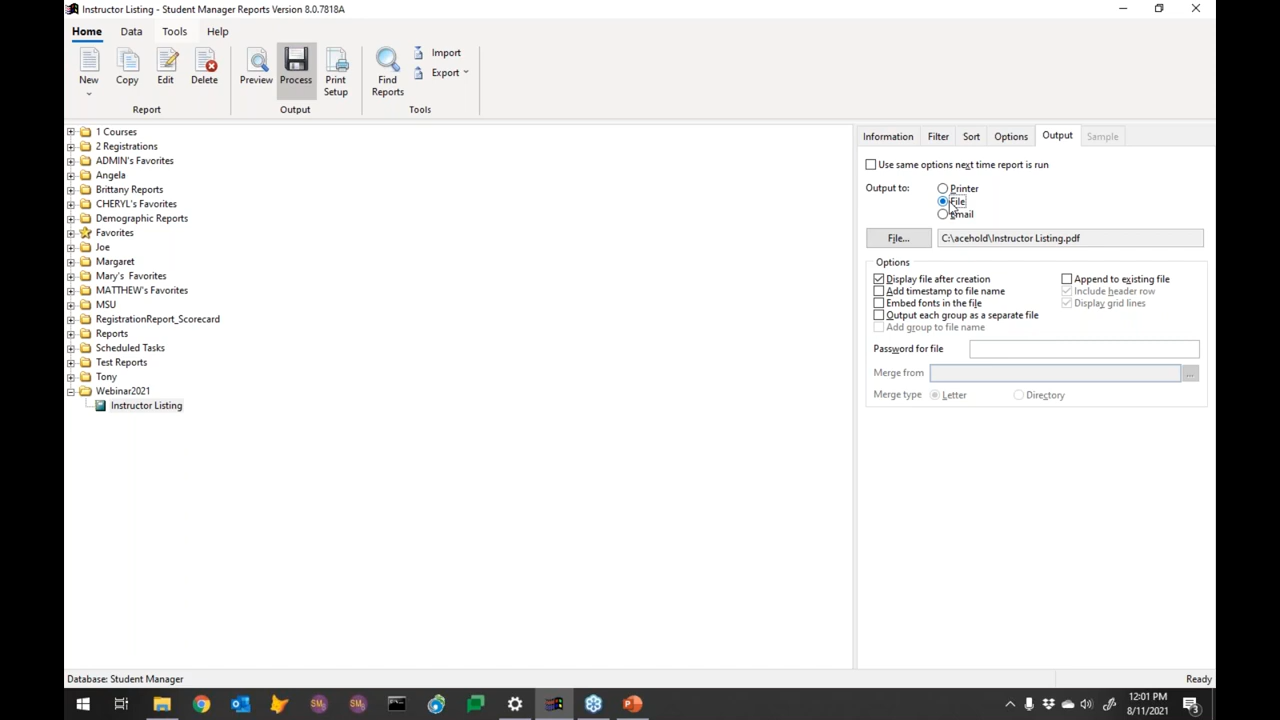 Instructor Listing - Student Manager Reports Version 8.0.7818A
Home Data Tools Help
New Copy Edit Delete Preview Process Print Setup Find Reports Import Export
Report Output Tools
1 Courses
2 Registrations
ADMIN's Favorites
Angela
Brittany Reports
CHERYL's Favorites
Demographic Reports
Favorites
Joe
Margaret
Mary's Favorites
MATTHEW's Favorites
MSU
RegistrationReport_Scorecard
Reports
Scheduled Tasks
Test Reports
Tony
Webinar2021
Instructor Listing
Information Filter Sort Options Output Sample
Use same options next time report is run
Output to: Printer
File
Email
File... C:\acehold\Instructor Listing.pdf
Options
Display file after creation Append to existing file
Add timestamp to file name Include header row
Embed fonts in the file Display grid lines
Output each group as a separate file
Add group to file name
Password for file
Merge from ...
Merge type Letter Directory
Database: Student Manager Ready
SM SM 12:01 PM
8/11/2021 3